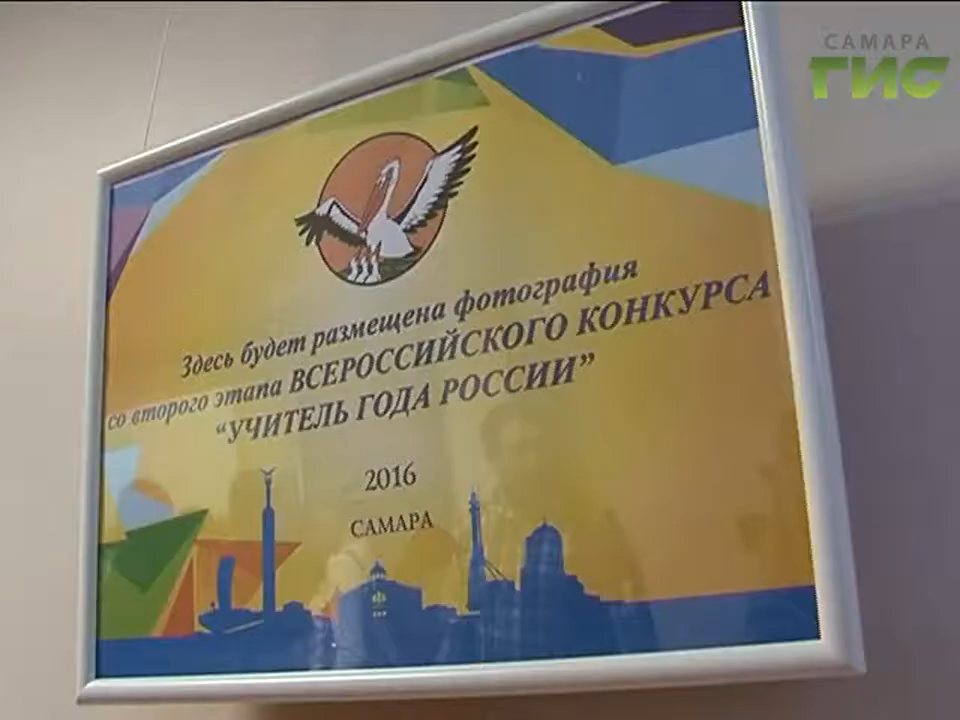 САМАРА
ГИС
Здесь будет размещена фотография
со второго этапа ВСЕРОССИЙСКОГО КОНКУРСА
“УЧИТЕЛЬ ГОДА РОССИИ”
2016
САМАРА